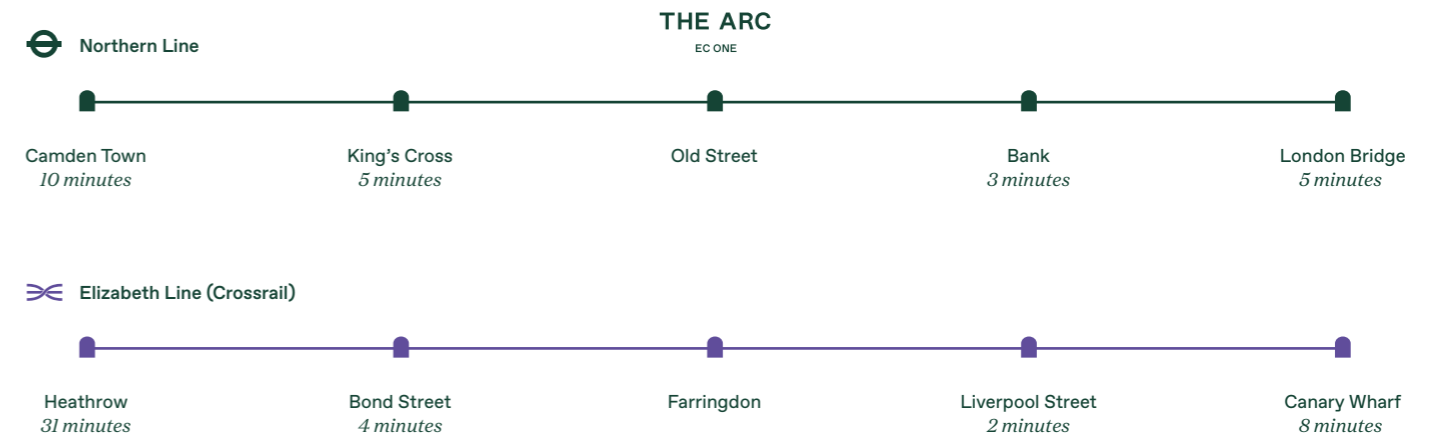 THE ARC
EC ONE
Northern Line
Camden Town
10 minutes
King’s Cross
5 minutes
Old Street
Bank
3 minutes
London Bridge
5 minutes
Elizabeth Line (Crossrail)
Heathrow
31 minutes
Bond Street
4 minutes
Farringdon
Liverpool Street
2 minutes
Canary Wharf
8 minutes